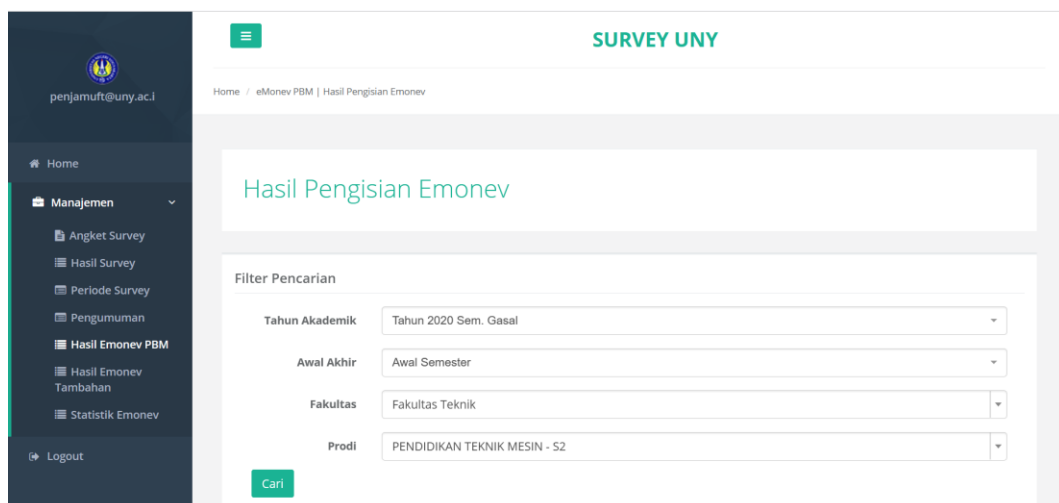 penjamuft@uny.ac.i
Home
Manajemen
Angket Survey
Hasil Survey
Periode Survey
Pengumuman
Hasil Emonev PBM
Hasil Emonev
Tambahan
Statistik Emonev
Logout
SURVEY UNY
Home / eMonev PBM | Hasil Pengisian Emonev
Hasil Pengisian Emonev
Filter Pencarian
Tahun Akademik Tahun 2020 Sem. Gasal
Awal Akhir Awal Semester
Fakultas Fakultas Teknik
Prodi PENDIDIKAN TEKNIK MESIN - S2
Cari